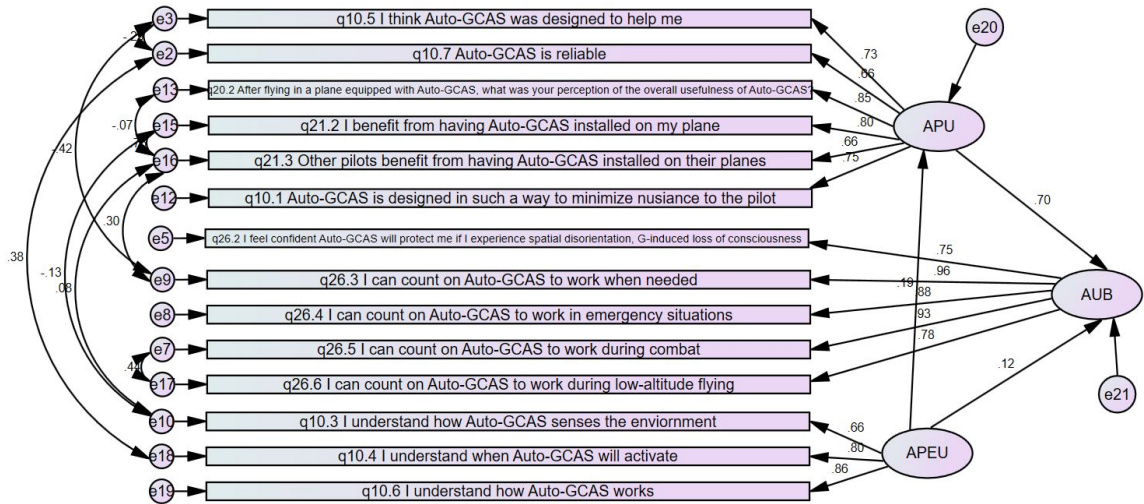 e3 q10.5 I think Auto-GCAS was designed to help me
e20
e2 q10.7 Auto-GCAS is reliable
.73
.66
e13 q20.2 After flying in a plane equipped with Auto-GCAS, what was your perception of the overall usefulness of Auto-GCAS?
.85
e15 q21.2 I benefit from having Auto-GCAS installed on my plane
.80
APU
-.07
e16 q21.3 Other pilots benefit from having Auto-GCAS installed on their planes
.66
-.42
.75
e12 q10.1 Auto-GCAS is designed in such a way to minimize nusiance to the pilot
.70
.30
e5 q26.2 I feel confident Auto-GCAS will protect me if I experience spatial disorientation, G-induced loss of consciousness
.75
.38
-.13
e9 q26.3 I can count on Auto-GCAS to work when needed
.96
.19
.08
.88
AUB
e8 q26.4 I can count on Auto-GCAS to work in emergency situations
.93
e7 q26.5 I can count on Auto-GCAS to work during combat
.78
.44
.12
e17 q26.6 I can count on Auto-GCAS to work during low-altitude flying
e21
e10 q10.3 I understand how Auto-GCAS senses the enviornment
.66
e18 q10.4 I understand when Auto-GCAS will activate
.80
APEU
.86
e19 q10.6 I understand how Auto-GCAS works